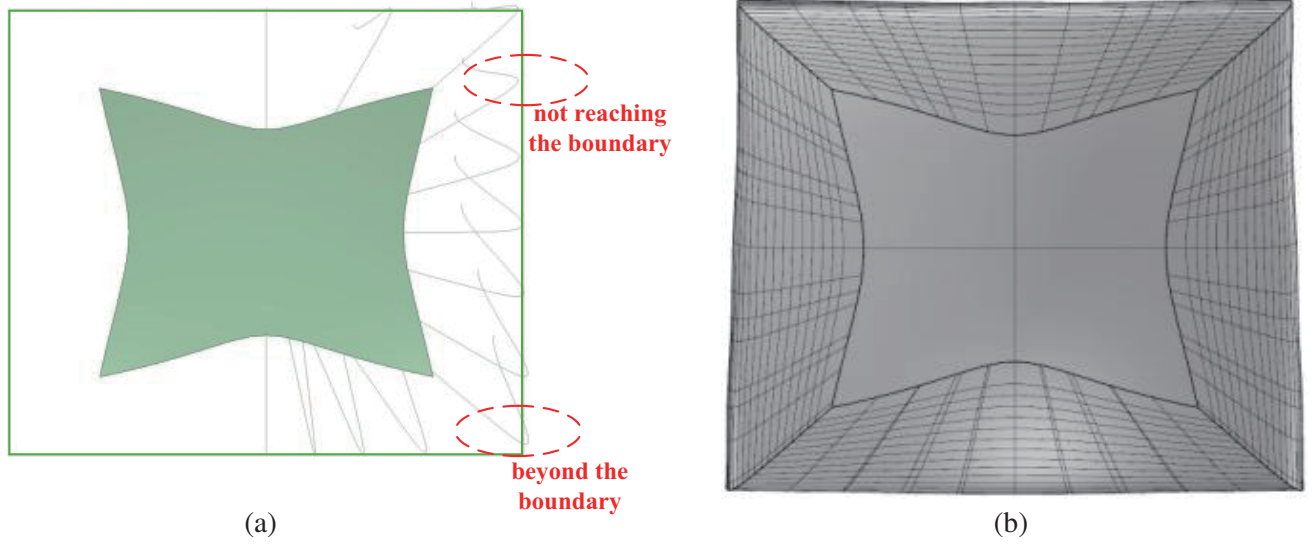 not reaching
the boundary
beyond the
boundary
(a)
(b)